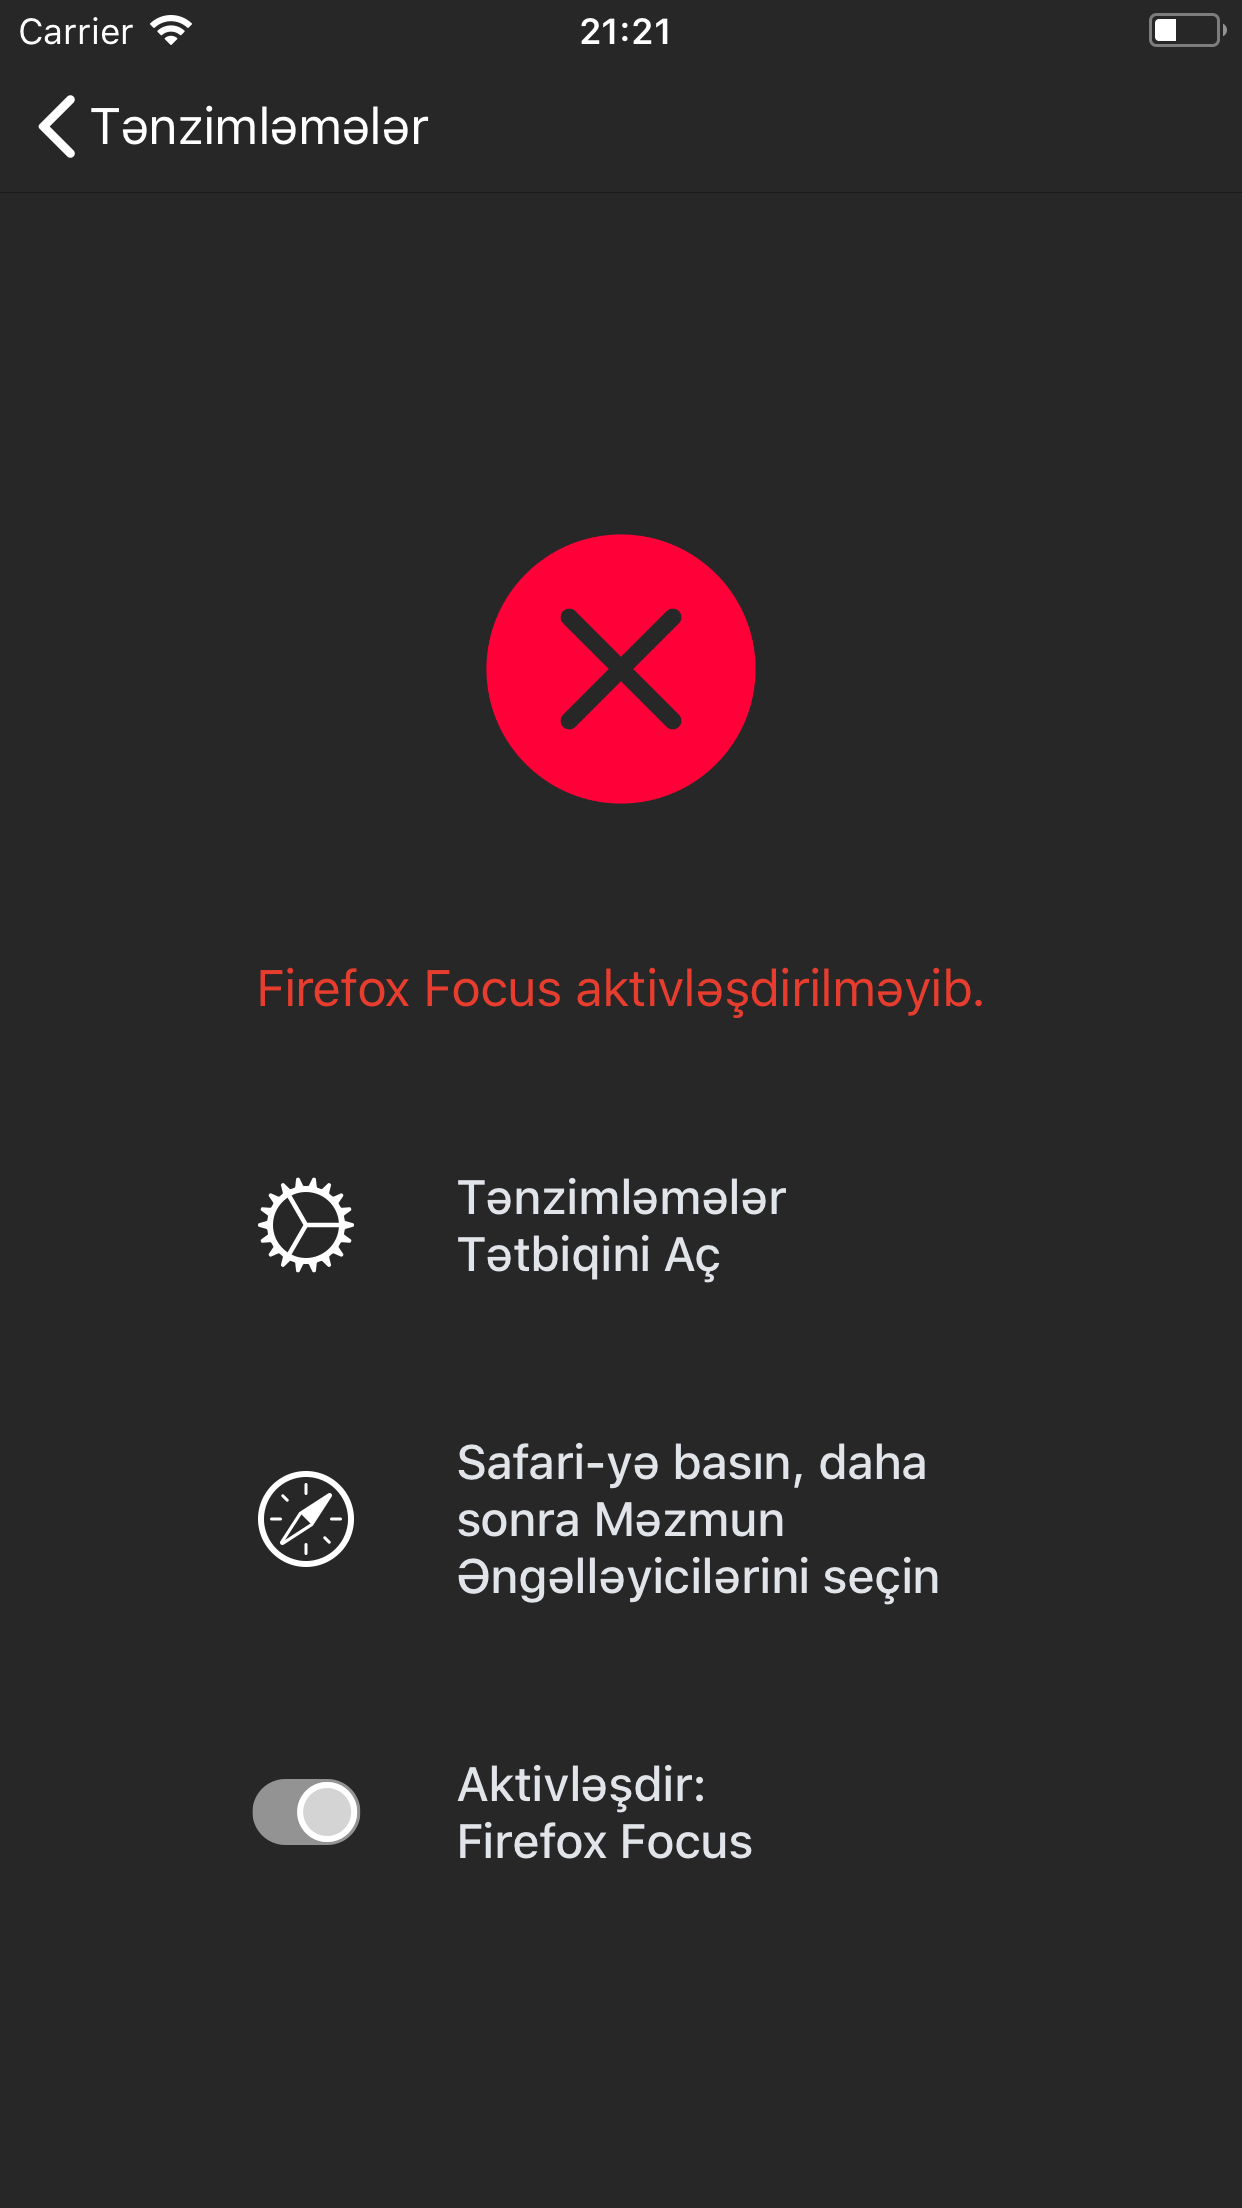 Carrier
21:21
Tənzimləmələr
Firefox Focus aktivləşdirilməyib.
Tənzimləmələr
Tətbiqini Aç
Safari-yə basın, daha
sonra Məzmun
Əngəlləyicilərini seçin
Aktivləşdir:
Firefox Focus